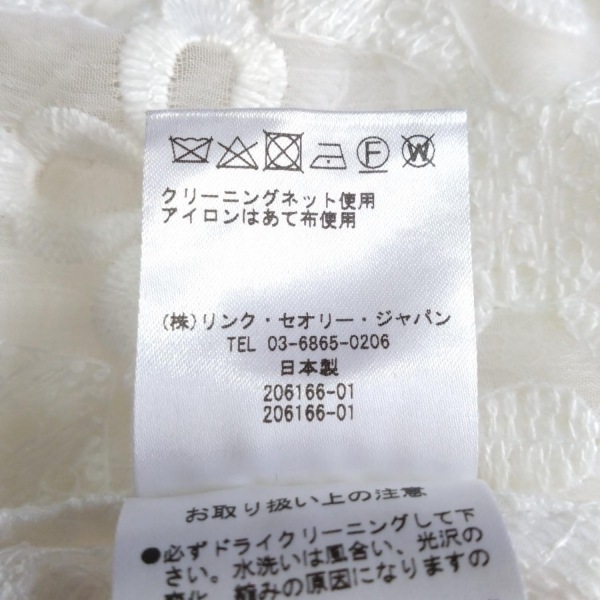 F W
クリーニングネット使用
アイロンはあて布使用
(株)リンク・セオリー・ジャパン
TEL 03-6865-0206
日本製
206166-01
206166-01
お取り扱い上の注意
●必ずドライクリーニングして下
さい。水洗いは風合い、光沢の
変化、縮みの原因になりますの